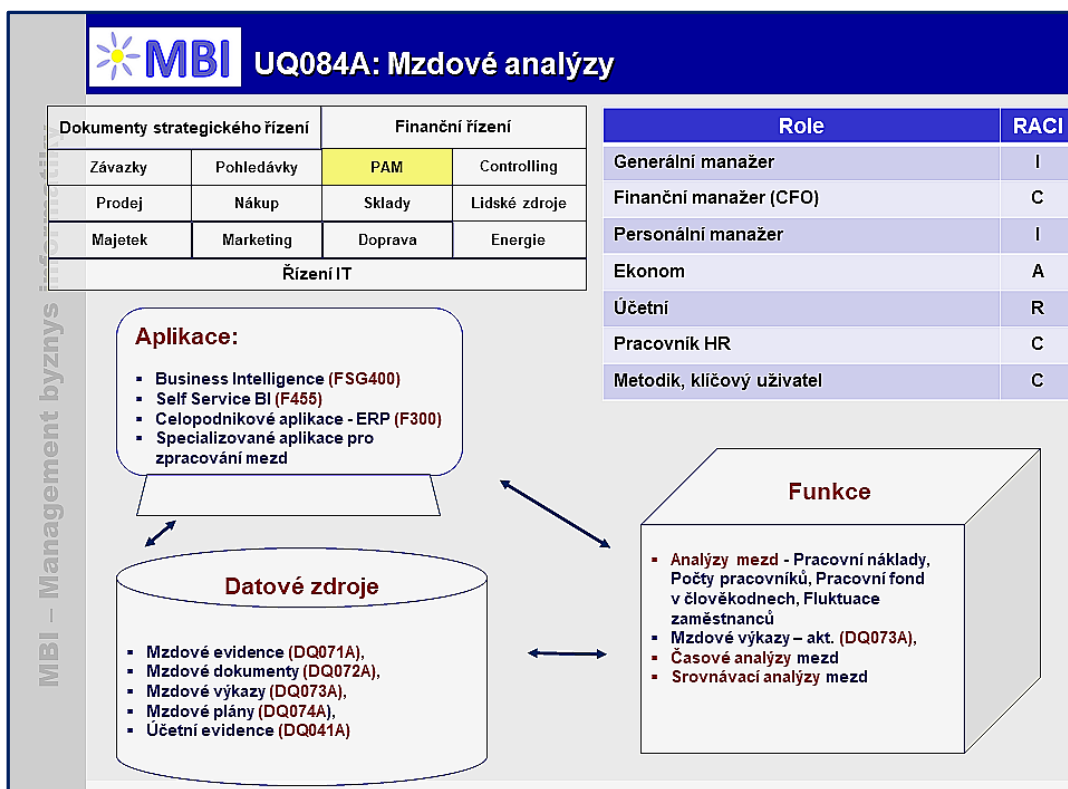 MBI
UQ084A: Mzdové analýzy
Dokumenty strategického řízení
Finanční řízení
Závazky
Pohledávky
PAM
Controlling
Prodej
Nákup
Sklady
Lidské zdroje
Majetek
Marketing
Doprava
Energie
Řízení IT
Role
RACI
Generální manažer
I
Finanční manažer (CFO)
C
Personální manažer
I
Ekonom
A
Účetní
R
Pracovník HR
C
Metodik, klíčový uživatel
C
Aplikace:
▪ Business Intelligence (FSG400)
▪ Self Service BI (F455)
▪ Celopodnikové aplikace - ERP (F300)
▪ Specializované aplikace pro
zpracování mezd
Datové zdroje
▪ Mzdové evidence (DQ071A),
▪ Mzdové dokumenty (DQ072A),
▪ Mzdové výkazy (DQ073A),
▪ Mzdové plány (DQ074A),
▪ Účetní evidence (DQ041A)
Funkce
▪ Analýzy mezd - Pracovní náklady,
Počty pracovníků, Pracovní fond
v člověkodnech, Fluktuace
zaměstnanců
▪ Mzdové výkazy – akt. (DQ073A),
▪ Časové analýzy mezd
▪ Srovnávací analýzy mezd
MBI – Management byznys informatiky